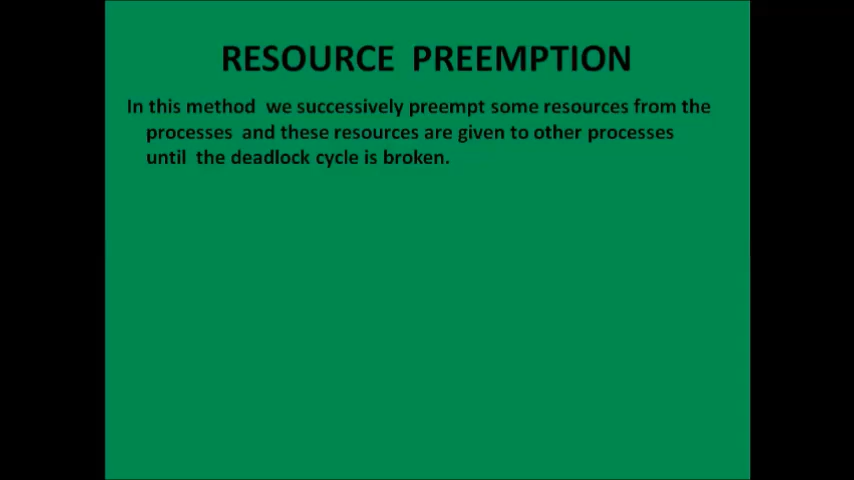 RESOURCE PREEMPTION
In this method we successively preempt some resources from the
processes and these resources are given to other processes
until the deadlock cycle is broken.